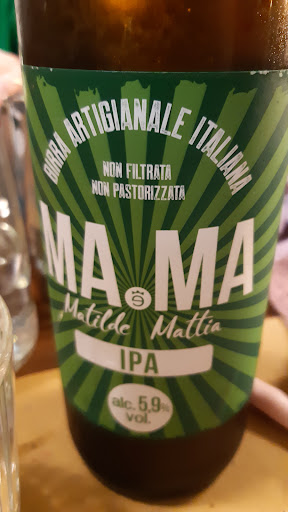 BIRRA ARTIGIANALE ITALIANA
NON FILTRATA
NON PASTORIZZATA
MA MA
Matilde Mattia
IPA
alc. 5,9%
vol.